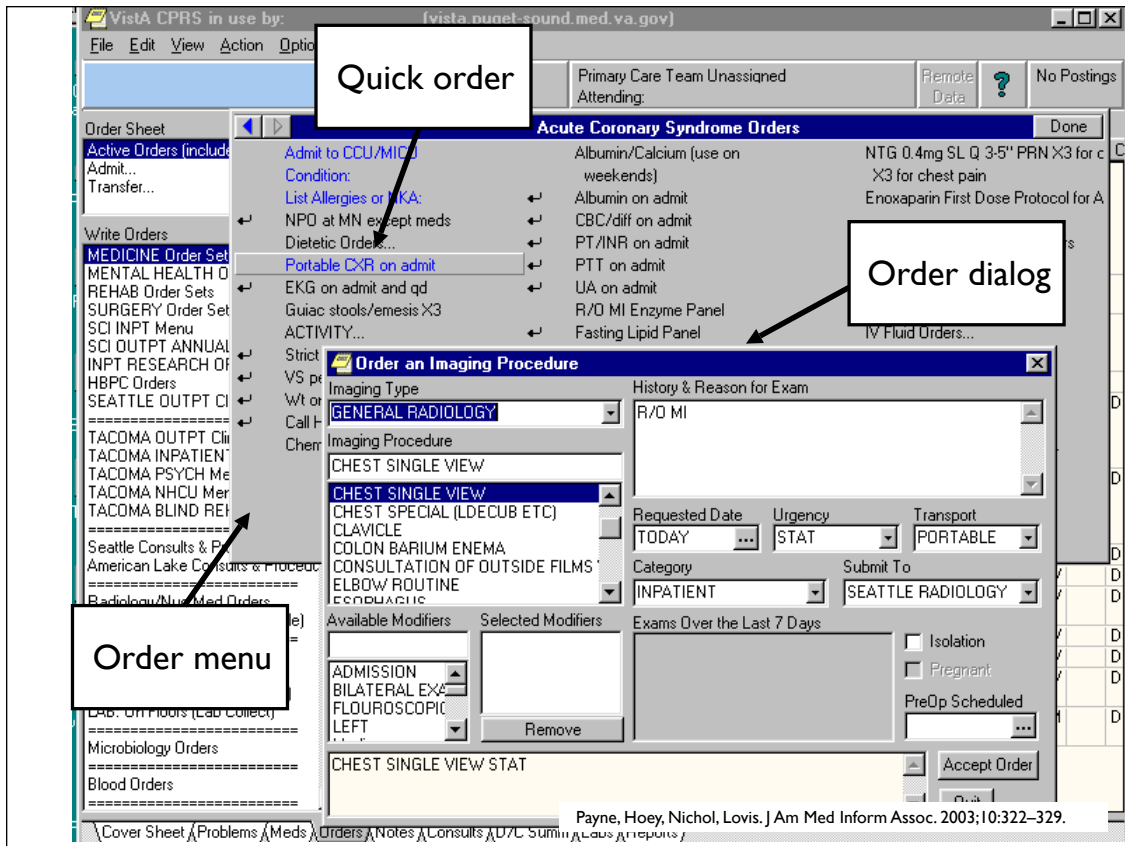 VistA CPRS in use by: (vista.puget-sound.med.va.gov)
File Edit View Action
Quick order
Primary Care Team Unassigned
Attending:
Remote Data
?
No Postings
Order Sheet
Active Orders (include
Admit...
Transfer...
Write Orders
MEDICINE Order Set
MENTAL HEALTH O
REHAB Order Sets
SURGERY Order Set
SCI INPT Menu
SCI OUTPT ANNUAL
INPT RESEARCH OR
HBPC Orders
SEATTLE OUTPT Cl
====================
TACOMA OUTPT Cli
TACOMA INPATIENT
TACOMA PSYCH Me
TACOMA NHCU Mer
TACOMA BLIND REH
Seattle Consults & Pr
American Lake Consults & Procedu
====================
Radiology/Nuc Med Orders
Order menu
LAB: On Floors (Lab Collect)
====================
Microbiology Orders
====================
Blood Orders
====================
Acute Coronary Syndrome Orders
Done
Admit to CCU/MICU
Condition:
List Allergies or NKA:
NPO at MN except meds
Dietetic Orders...
Portable CXR on admit
EKG on admit and qd
Guiac stools/emesis X3
ACTIVITY...
Strict
VS pe
Wt or
Call H
Chem
Albumin/Calcium (use on
weekends)
Albumin on admit
CBC/diff on admit
PT/INR on admit
PTT on admit
UA on admit
R/O MI Enzyme Panel
Fasting Lipid Panel
NTG 0.4mg SL Q 3-5" PRN X3 for c
X3 for chest pain
Enoxaparin First Dose Protocol for A
Order dialog
IV Fluid Orders...
Order an Imaging Procedure
Imaging Type
GENERAL RADIOLOGY
Imaging Procedure
CHEST SINGLE VIEW
CHEST SINGLE VIEW
CHEST SPECIAL (LDECUB ETC)
CLAVICLE
COLON BARIUM ENEMA
CONSULTATION OF OUTSIDE FILMS
ELBOW ROUTINE
ESOPHAGUS
History & Reason for Exam
R/O MI
Requested Date Urgency Transport
TODAY ... STAT PORTABLE
Category Submit To
INPATIENT SEATTLE RADIOLOGY
Available Modifiers Selected Modifiers
ADMISSION
BILATERAL EXA
FLOUROSCOPIC
LEFT
Remove
Exams Over the Last 7 Days
Isolation
Pregnant
PreOp Scheduled
...
CHEST SINGLE VIEW STAT
Accept Order
Quit
Payne, Hoey, Nichol, Lovis. J Am Med Inform Assoc. 2003;10:322–329.
Cover Sheet Problems Meds Orders Notes Consults D/C Summ Labs Reports